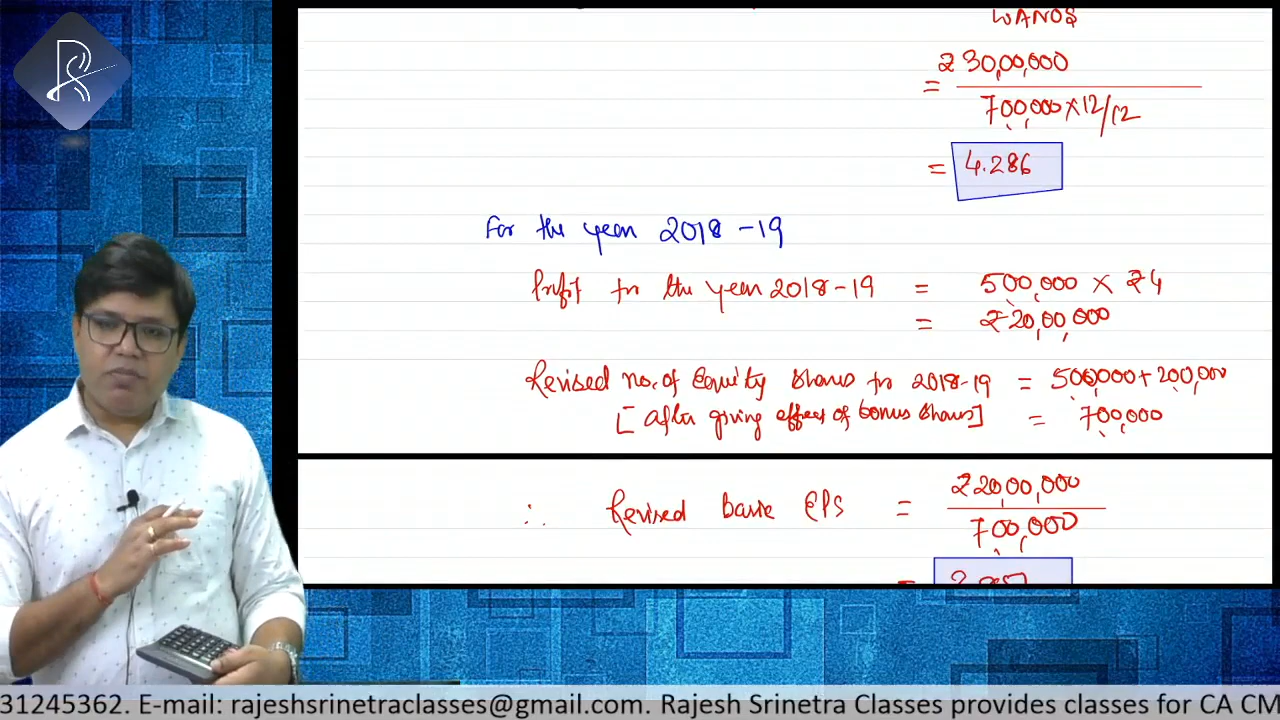 WANOS
= ₹ 30,00,000
700,000 × 12/12
= 4.286
For the year 2018-19
Profit for the year 2018-19 = 500,000 × ₹4
= ₹20,00,000
Revised no. of Equity shares for 2018-19 = 500,000 + 200,000
[After giving effect of bonus shares] = 700,000
∴ Revised basic EPS = ₹20,00,000
700,000
=
31245362. E-mail: rajeshsrinetraclasses@gmail.com. Rajesh Srinetra Classes provides classes for CA CM